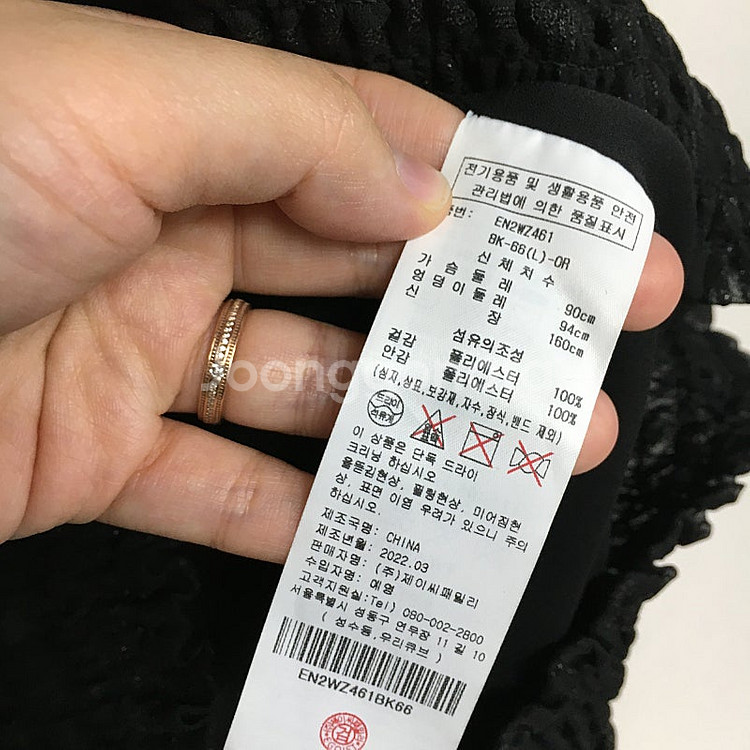 전기용품 및 생활용품 안전
관리법에 의한 품질표시
번: EN2WZ461
BK-66(L)-OR
신 체 치 수
가 슴 둘 레 90cm
엉 덩 이 둘 레 94cm
신 장 160cm
섬유의조성
겉감 폴리에스터 100%
안감 폴리에스터 100%
(심지,상표,보강재,자수,장식,밴드 제외)
드라이
석유계
이 상품은 단독 드라이
크리닝 하십시오
올뜯김현상, 필링현상, 미어짐현
상, 표면 이염 우려가 있으니 주의
하십시오.
제조국명: CHINA
제조년월: 2022.03
판매자명: (주)제이씨패밀리
수입자명: 예영
고객지원실:Tel) 080-002-2800
서울특별시 성동구 연무장 11 길 10
(성수동,우리큐브)
EN2WZ461BK66
검
Joongo